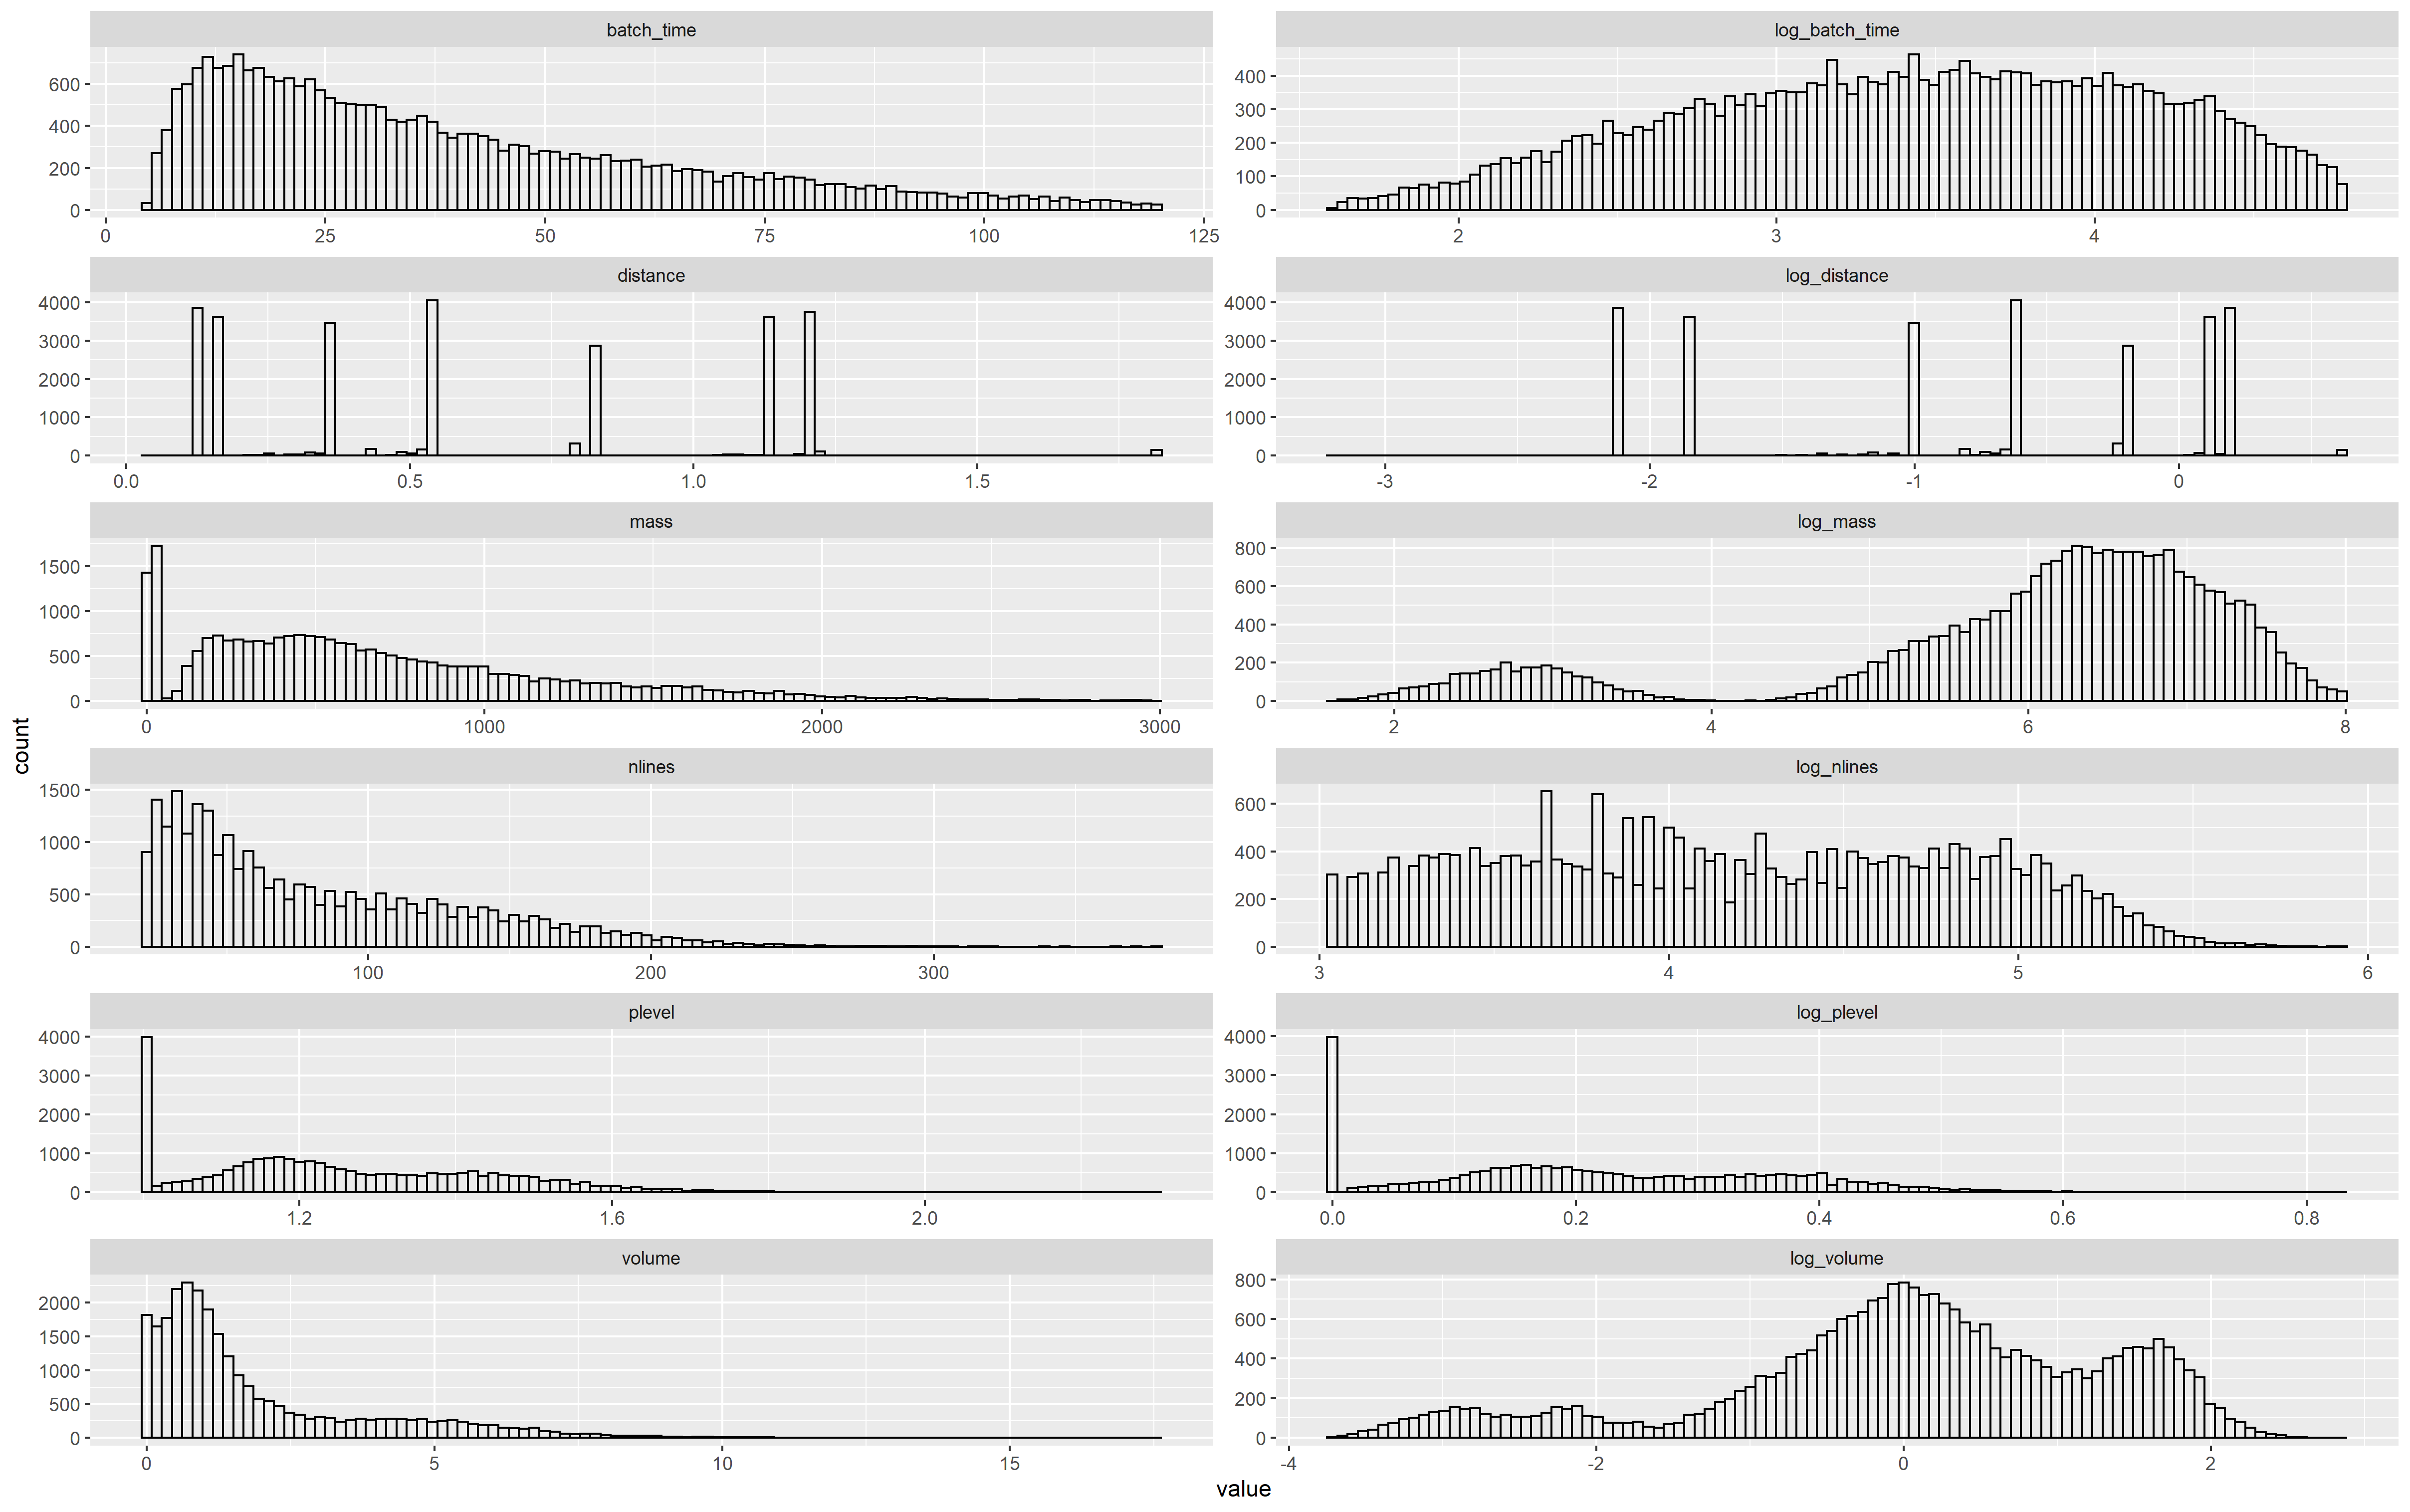 batch_time log_batch_time
600 400
400 300
200 200
0 100
0
0 25 50 75 100 125 2 3 4
distance log_distance
4000 4000
3000 3000
2000 2000
1000 1000
0 0
0.0 0.5 1.0 1.5 -3 -2 -1 0
mass log_mass
1500 800
1000 600
500 400
0 200
0
0 1000 2000 3000 2 4 6 8
count
nlines log_nlines
1500 600
1000 400
500 200
0 0
100 200 300 3 4 5 6
plevel log_plevel
4000 4000
3000 3000
2000 2000
1000 1000
0 0
1.2 1.6 2.0 0.0 0.2 0.4 0.6 0.8
volume log_volume
2000 800
1500 600
1000 400
500 200
0 0
0 5 10 15 -4 -2 0 2
value